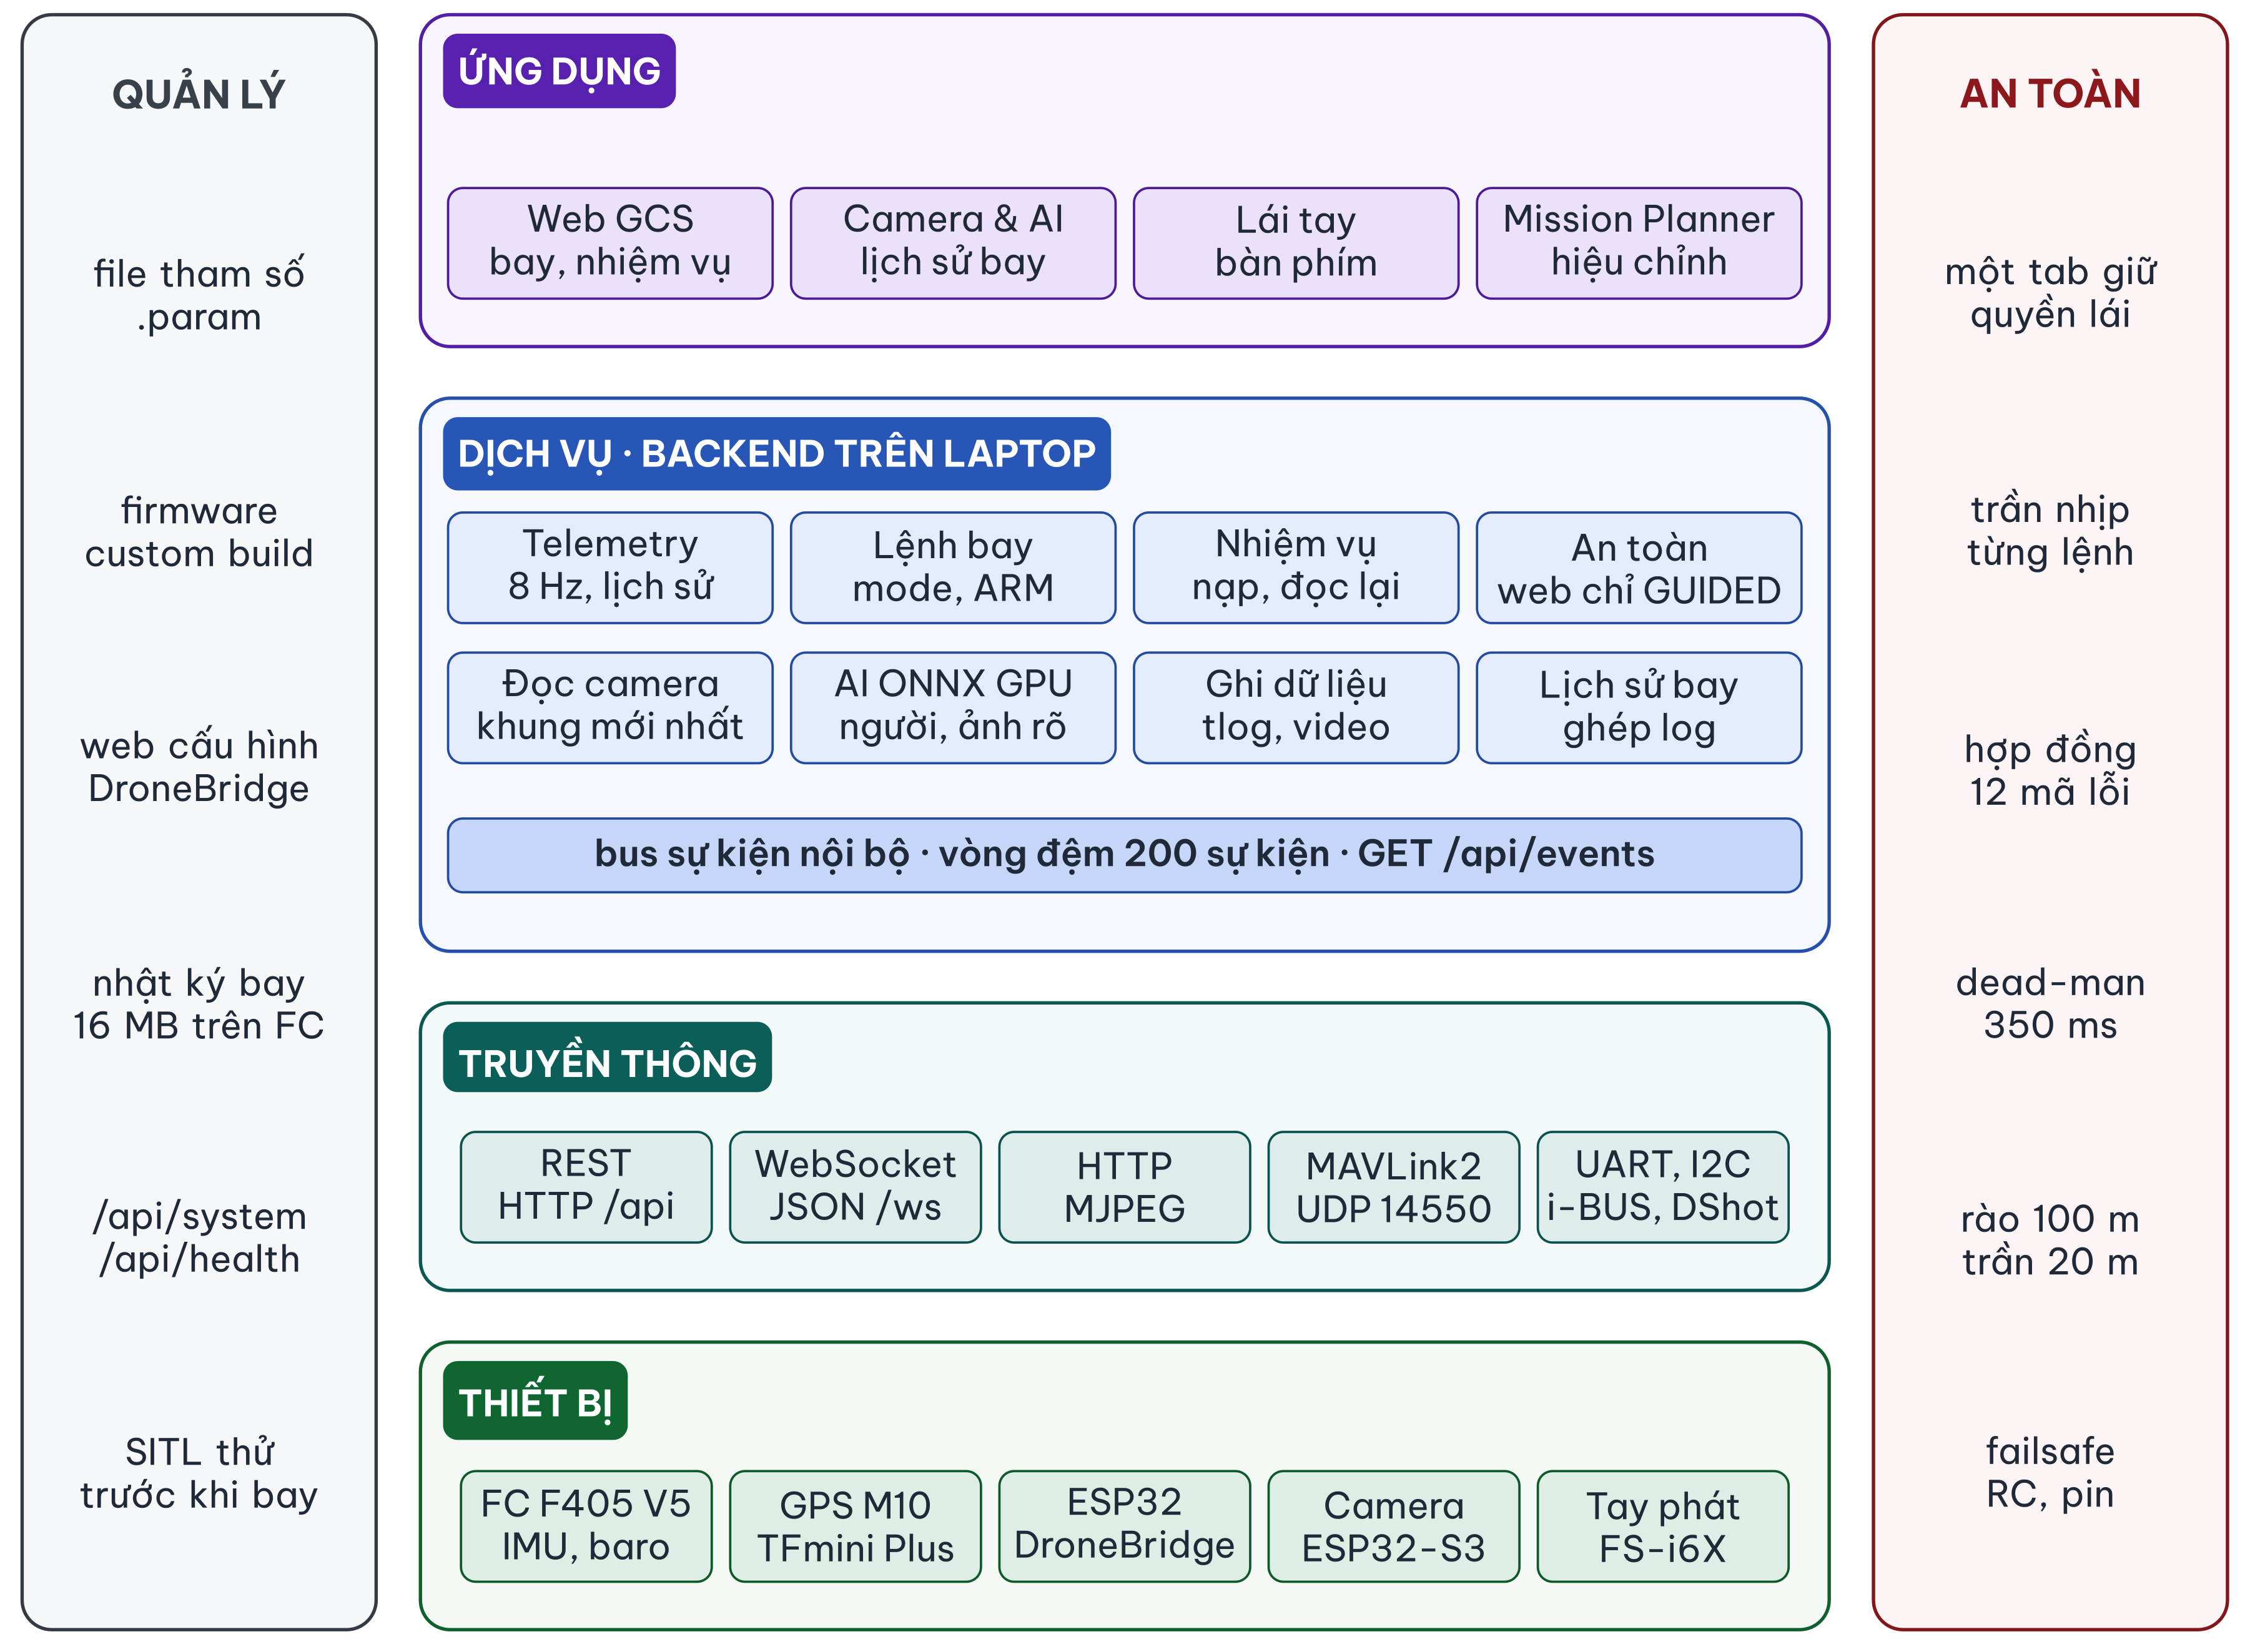 QUẢN LÝ
file tham số
.param
firmware
custom build
web cấu hình
DroneBridge
nhật ký bay
16 MB trên FC
/api/system
/api/health
SITL thử
trước khi bay
ỨNG DỤNG
Web GCS
bay, nhiệm vụ
Camera & AI
lịch sử bay
Lái tay
bàn phím
Mission Planner
hiệu chỉnh
DỊCH VỤ · BACKEND TRÊN LAPTOP
Telemetry
8 Hz, lịch sử
Lệnh bay
mode, ARM
Nhiệm vụ
nạp, đọc lại
An toàn
web chỉ GUIDED
Đọc camera
khung mới nhất
AI ONNX GPU
người, ảnh rõ
Ghi dữ liệu
tlog, video
Lịch sử bay
ghép log
bus sự kiện nội bộ · vòng đệm 200 sự kiện · GET /api/events
TRUYỀN THÔNG
REST
HTTP /api
WebSocket
JSON /ws
HTTP
MJPEG
MAVLink2
UDP 14550
UART, I2C
i-BUS, DShot
THIẾT BỊ
FC F405 V5
IMU, baro
GPS M10
TFmini Plus
ESP32
DroneBridge
Camera
ESP32-S3
Tay phát
FS-i6X
AN TOÀN
một tab giữ
quyền lái
trần nhịp
từng lệnh
hợp đồng
12 mã lỗi
dead-man
350 ms
rào 100 m
trần 20 m
failsafe
RC, pin